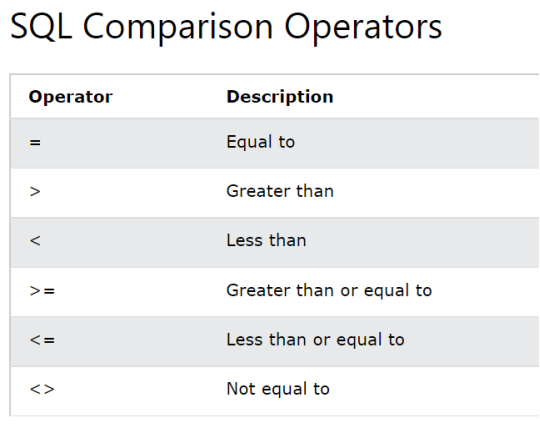 SQL Comparison Operators
Operator Description
= Equal to
> Greater than
< Less than
>= Greater than or equal to
<= Less than or equal to
<> Not equal to